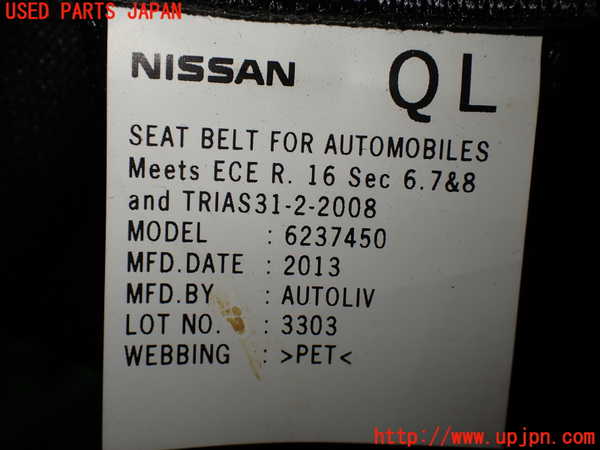 USED PARTS JAPAN
NISSAN QL
SEAT BELT FOR AUTOMOBILES
Meets ECE R. 16 Sec 6.7&8
and TRIAS31-2-2008
MODEL : 6237450
MFD.DATE : 2013
MFD.BY : AUTOLIV
LOT NO. : 3303
WEBBING : >PET<
http://www.upjpn.com/